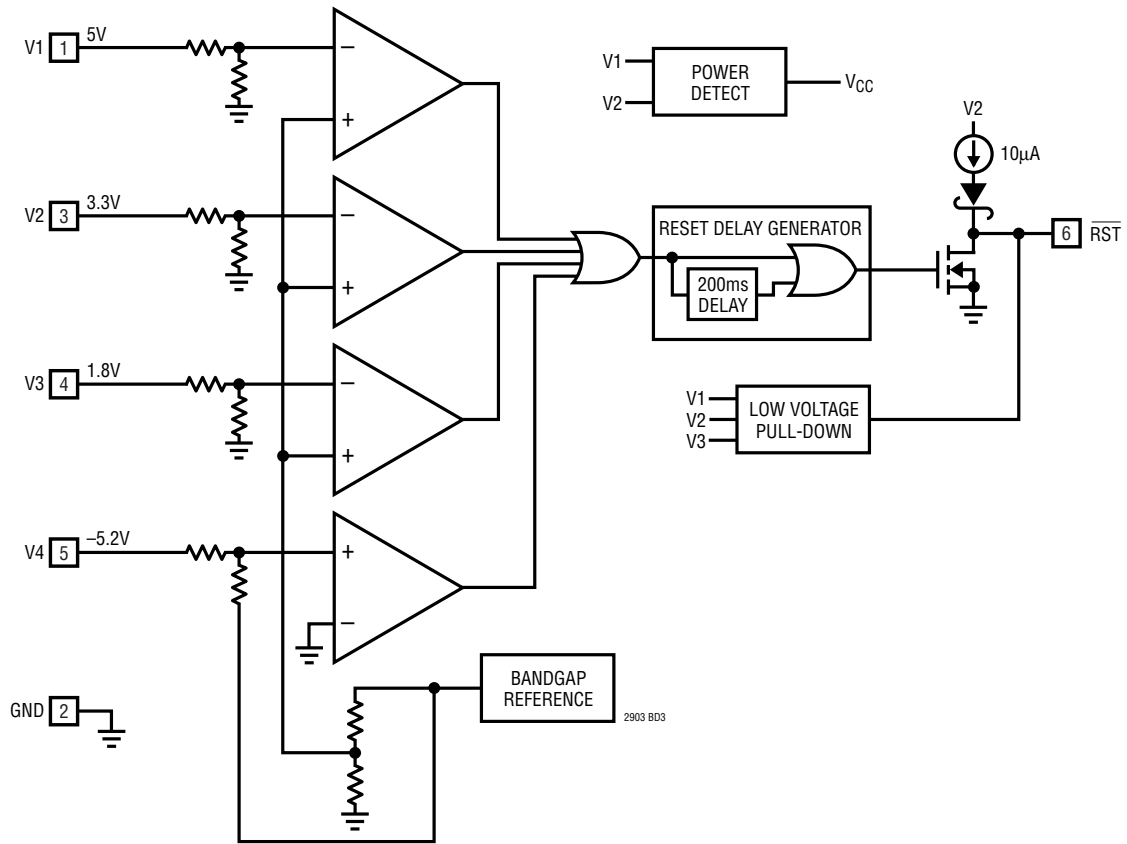 V1 1 5V
−
+
V2 3 3.3V
−
+
V3 4 1.8V
−
+
V4 5 –5.2V
+
−
GND 2
BANDGAP
REFERENCE
2903 BD3
V1
V2
POWER
DETECT
VCC
RESET DELAY GENERATOR
200ms
DELAY
V2
10µA
6 RST
V1
V2
V3
LOW VOLTAGE
PULL-DOWN